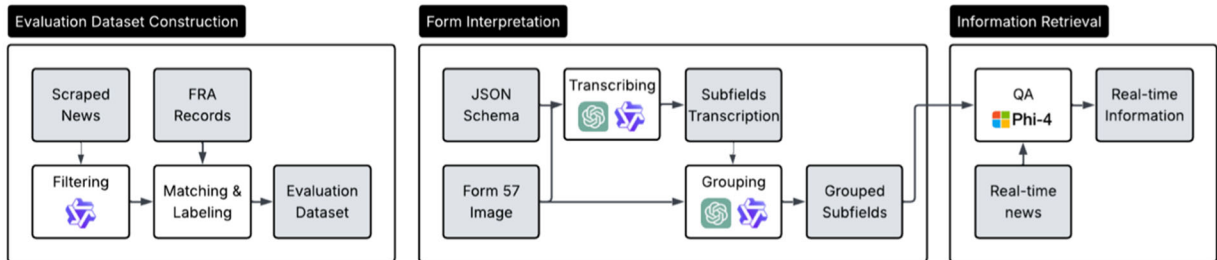 Evaluation Dataset Construction
Scraped
News
FRA
Records
Filtering
Matching &
Labeling
Evaluation
Dataset
Form Interpretation
JSON
Schema
Transcribing
Subfields
Transcription
Form 57
Image
Grouping
Grouped
Subfields
Information Retrieval
QA
Phi-4
Real-time
Information
Real-time
news